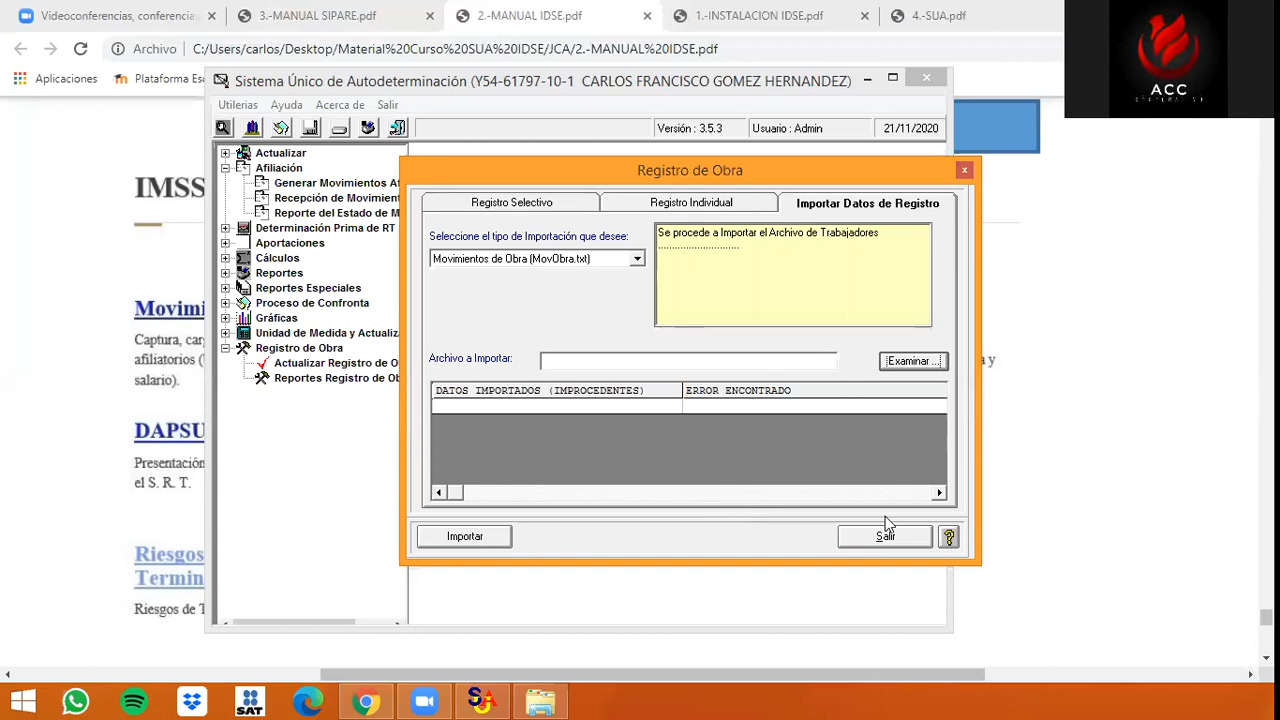 Videoconferencias, conferencia
3.-MANUAL SIPARE.pdf
2.-MANUAL IDSE.pdf
1.-INSTALACION IDSE.pdf
4.-SUA.pdf
Archivo
C:/Users/carlos/Desktop/Material%20Curso%20SUA%20IDSE/JCA/2.-MANUAL%20IDSE.pdf
Aplicaciones
Plataforma Es
ACC
Sistema Único de Autodeterminación (Y54-61797-10-1 CARLOS FRANCISCO GOMEZ HERNANDEZ)
Utilerias Ayuda Acerca de Salir
Versión : 3.5.3
Usuario : Admin
21/11/2020
Actualizar
Afiliación
Generar Movimientos Af
Recepción de Movimient
Reporte del Estado de M
Determinación Prima de RT
Aportaciones
Cálculos
Reportes
Reportes Especiales
Proceso de Confronta
Gráficas
Unidad de Medida y Actualiz
Registro de Obra
Actualizar Registro de O
Reportes Registro de Ob
Registro de Obra
Registro Selectivo
Registro Individual
Importar Datos de Registro
Seleccione el tipo de Importación que desee:
Movimientos de Obra (MovObra.txt)
Se procede a Importar el Archivo de Trabajadores
...........................
Archivo a Importar:
Examinar ...
DATOS IMPORTADOS (IMPROCEDENTES)
ERROR ENCONTRADO
Importar
Salir
IMSS
Movimi
Captura, carg
afiliatorios (
salario).
y
DAPSU
Presentación
el S. R. T.
Riesgos
Termin
Riesgos de T
SAT